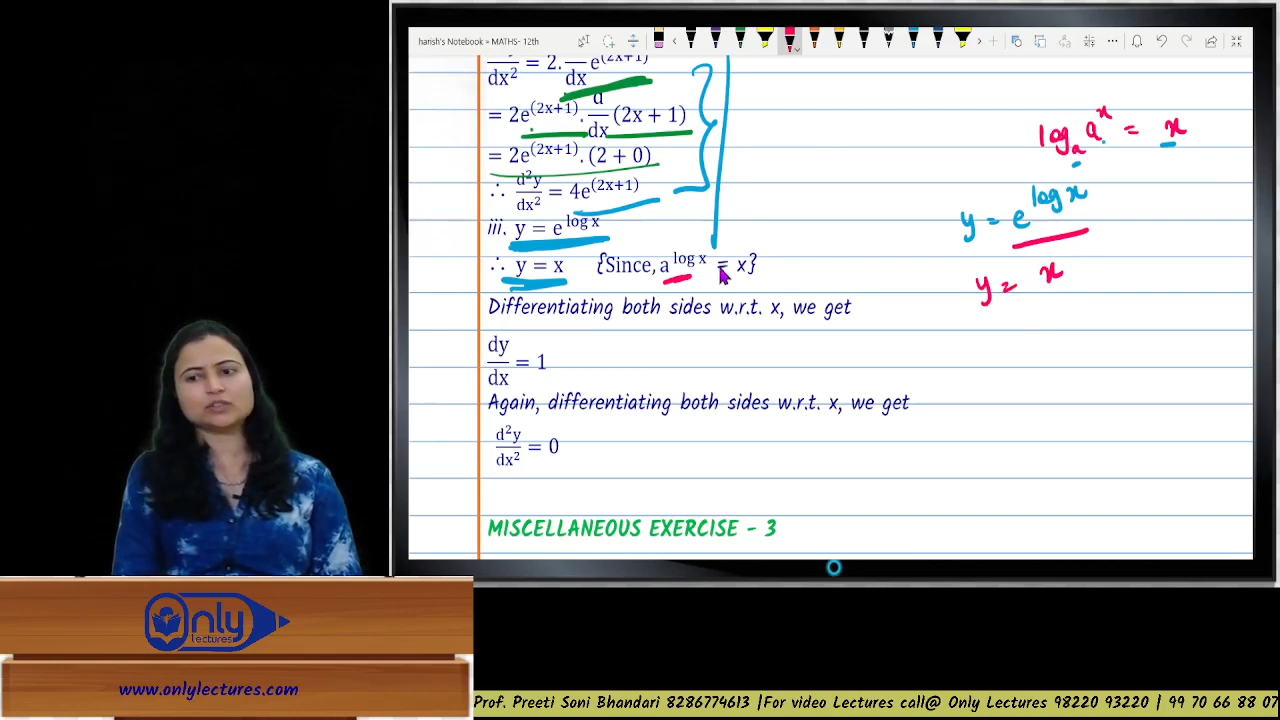 harish's Notebook » MATHS- 12th
dx² = 2. dx e^(2x+1)
= 2e^(2x+1). d/dx (2x + 1)
= 2e^(2x+1). (2 + 0)
∴ d²y/dx² = 4e^(2x+1)
iii. y = e^log x
∴ y = x {Since, a^log x = x}
Differentiating both sides w.r.t. x, we get
dy/dx = 1
Again, differentiating both sides w.r.t. x, we get
d²y/dx² = 0
MISCELLANEOUS EXERCISE - 3
logₐ aˣ = x
y = e^log x
y = x
Only
lectures
www.onlylectures.com
Prof. Preeti Soni Bhandari 8286774613 |For video Lectures call@ Only Lectures 98220 93220 | 99 70 66 88 07